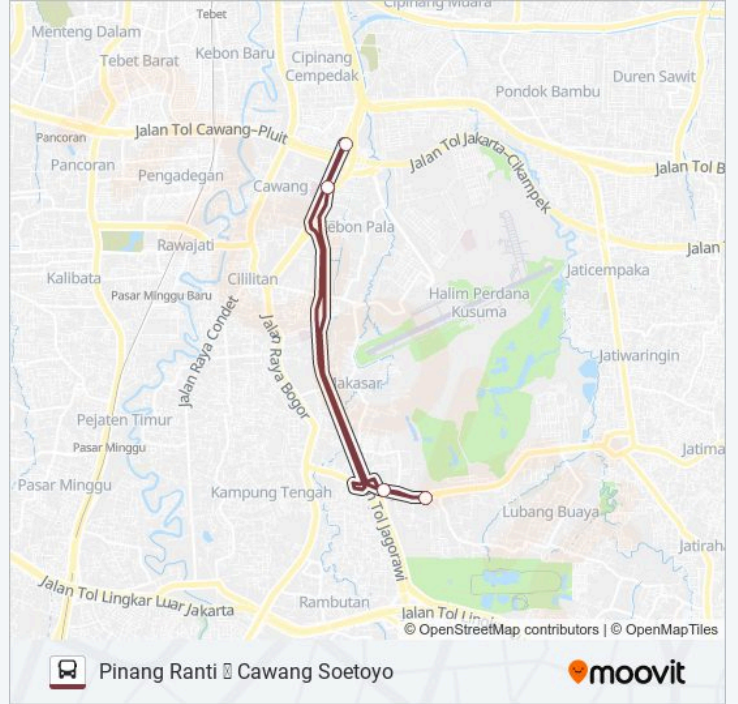 Cipinang Muara
Tebet
Menteng Dalam
Kebon Baru
Tebet Barat
Cipinang
Cempedak
Duren Sawit
Pondok Bambu
Jalan Tol Cawang-Pluit
Pancoran
Jalan Tol Jakarta-Cikampek
Jalan Tol B
Pancoran
Pengadegan
Cawang
ebon Pala
Rawajati
Jalan
Kalibata
Cililitan
Jaticempaka
Pasar Minggu Baru
Halim Perdana
Kusuma
Jalan Raya Condet
Jalan Raya Bogor
Jatiwaringin
Makasar
Pejaten Timur
Pasar Minggu
Jatima
Pasar Minggu
Kampung Tengah
n Tol Jagorawi
Lubang Buaya
Jatirah
Jalan Tol Lingkar Luar Jakarta
Rambutan
Jalan Tol Ling
© OpenStreetMap contributors | © OpenMapTiles
Pinang Ranti Cawang Soetoyo
moovit